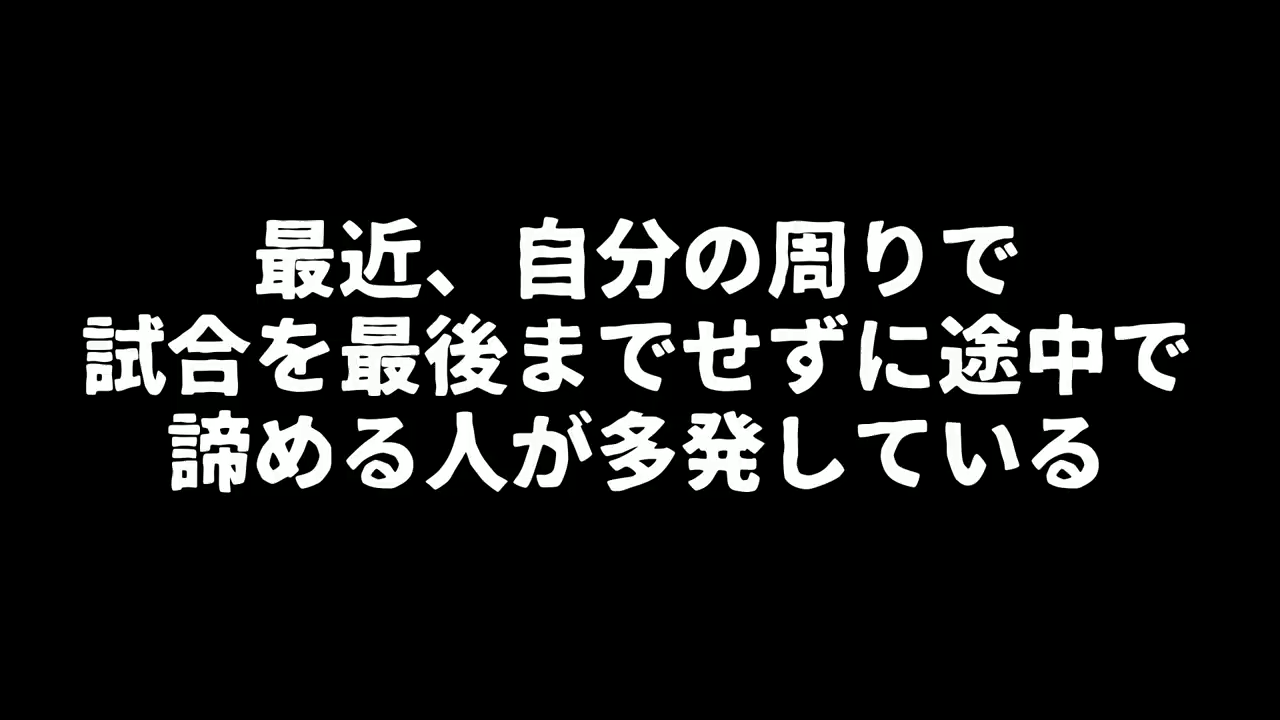 最近、自分の周りで
試合を最後までせずに途中で
諦める人が多発している